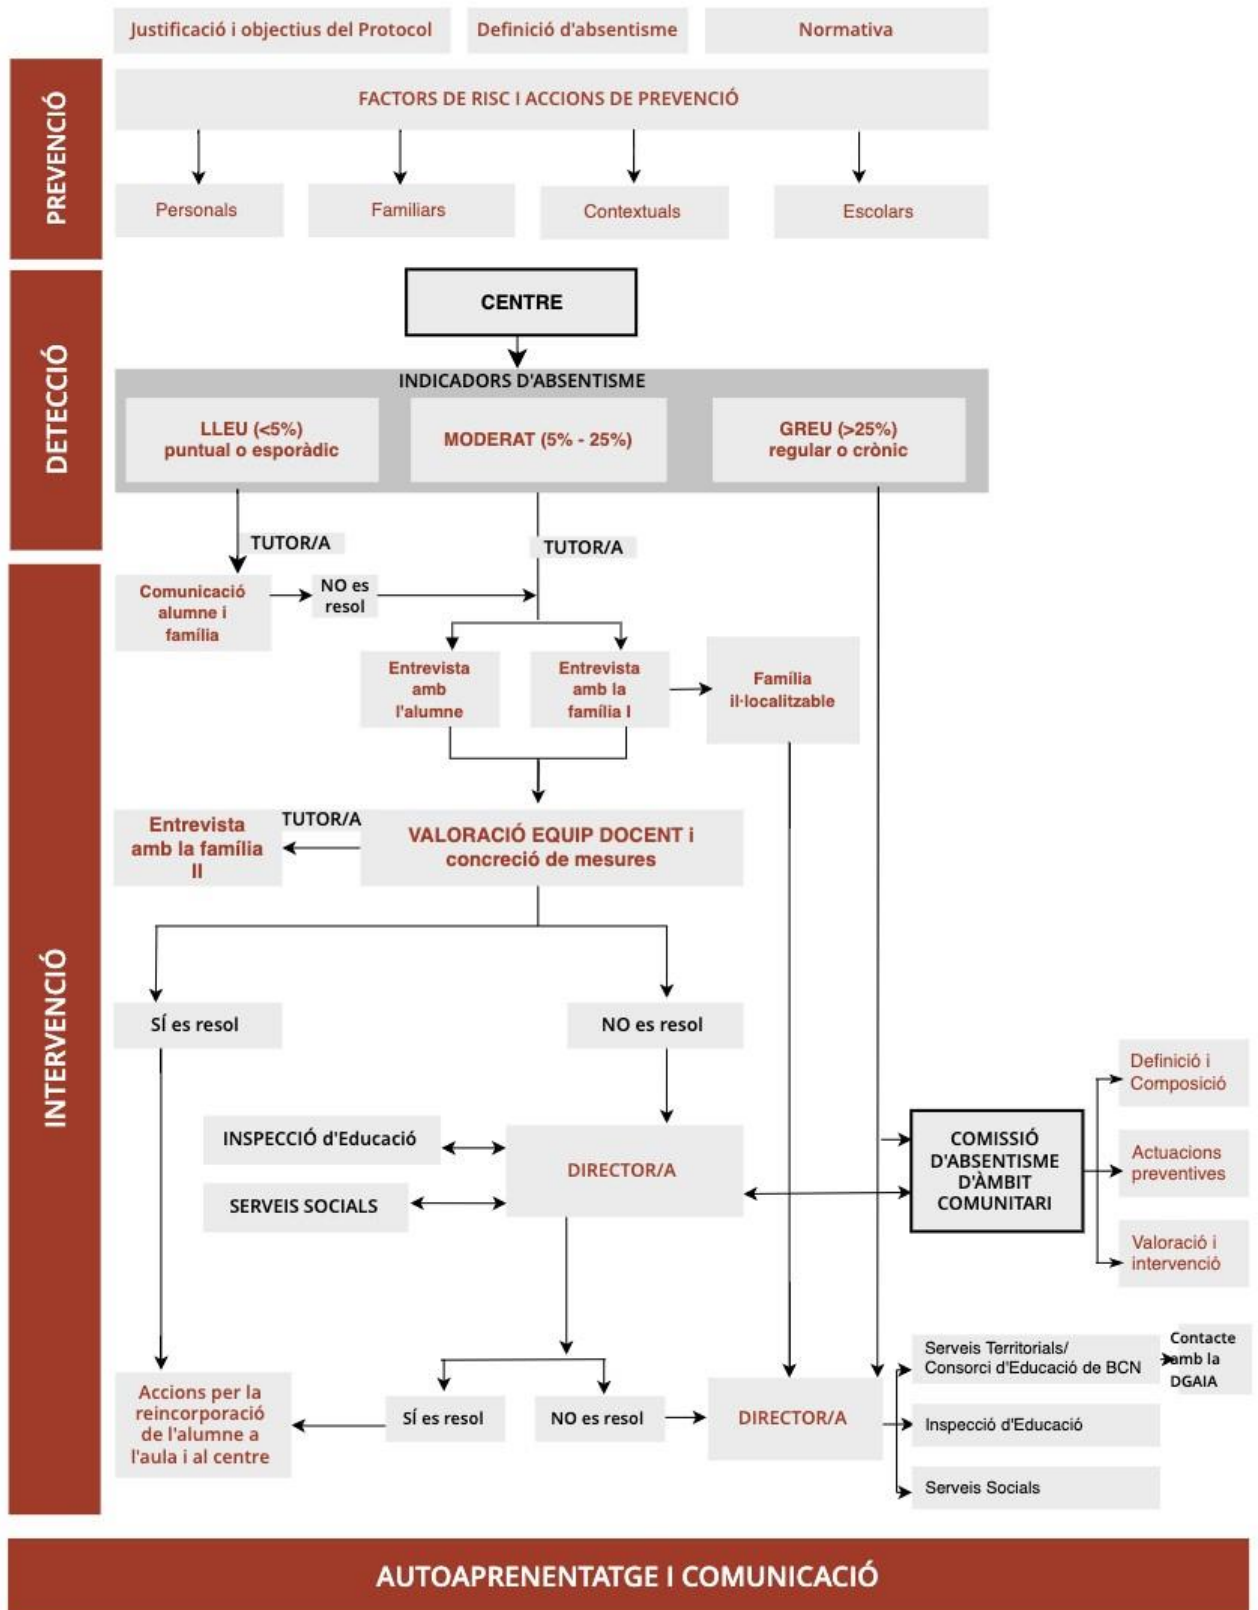 Justificació i objectius del Protocol
Definició d'absentisme
Normativa
PREVENCIÓ
FACTORS DE RISC I ACCIONS DE PREVENCIÓ
Personals
Familiars
Contextuals
Escolars
DETECCIÓ
CENTRE
INDICADORS D'ABSENTISME
LLEU (<5%)
puntual o esporàdic
MODERAT (5% - 25%)
GREU (>25%)
regular o crònic
TUTOR/A
TUTOR/A
INTERVENCIÓ
Comunicació
alumne i
família
NO es
resol
Entrevista
amb
l'alumne
Entrevista
amb la
família I
Família
il·localitzable
Entrevista
amb la família
II
TUTOR/A
VALORACIÓ EQUIP DOCENT i
concreció de mesures
SÍ es resol
NO es resol
INSPECCIÓ d'Educació
SERVEIS SOCIALS
DIRECTOR/A
COMISSIÓ
D'ABSENTISME
D'ÀMBIT
COMUNITARI
Definició i
Composició
Actuacions
preventives
Valoració i
intervenció
Accions per la
reincorporació
de l'alumne a
l'aula i al centre
SÍ es resol
NO es resol
DIRECTOR/A
Serveis Territorials/
Consorci d'Educació de BCN
Contacte
amb la
DGAIA
Inspecció d'Educació
Serveis Socials
AUTOAPRENENTATGE I COMUNICACIÓ